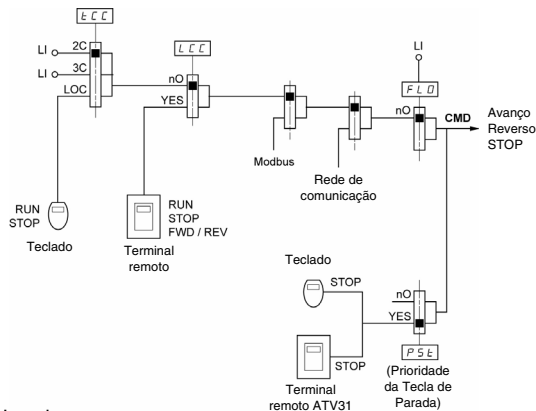 tCC
LI 2C
LI 3C
LOC
RUN
STOP
Teclado
LCC
nO
YES
RUN
STOP
FWD / REV
Terminal
remoto
Modbus
Rede de
comunicação
LI
FLO
nO
CMD
Avanço
Reverso
STOP
Teclado
STOP
nO
YES
STOP
Terminal
remoto ATV31
PSt
(Prioridade
da Tecla de
Parada)